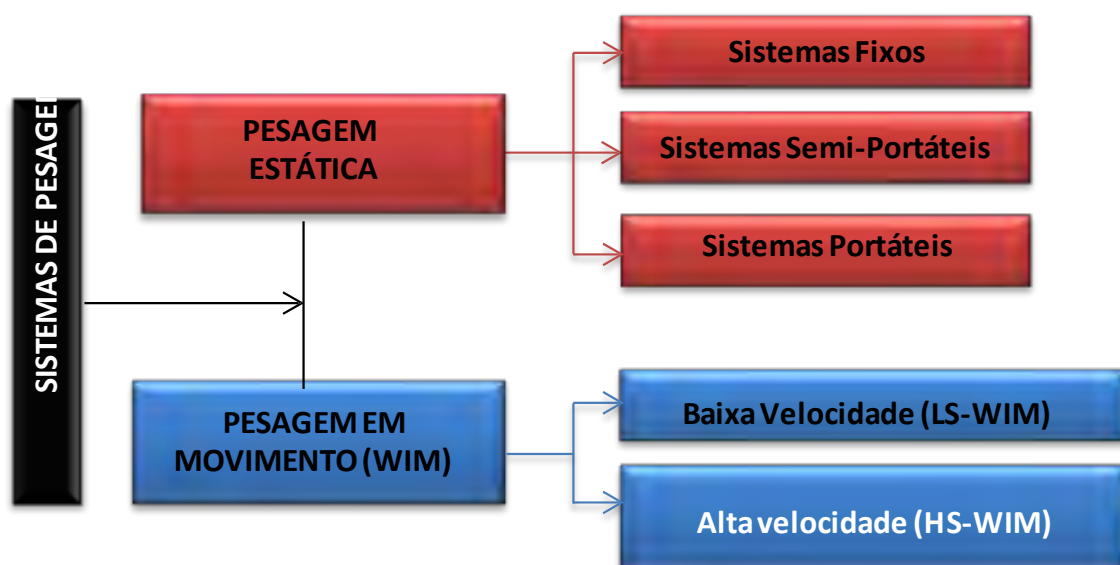 SISTEMAS DE PESAGE
PESAGEM
ESTÁTICA
Sistemas Fixos
Sistemas Semi-Portáteis
Sistemas Portáteis
PESAGEM EM
MOVIMENTO (WIM)
Baixa Velocidade (LS-WIM)
Alta velocidade (HS-WIM)